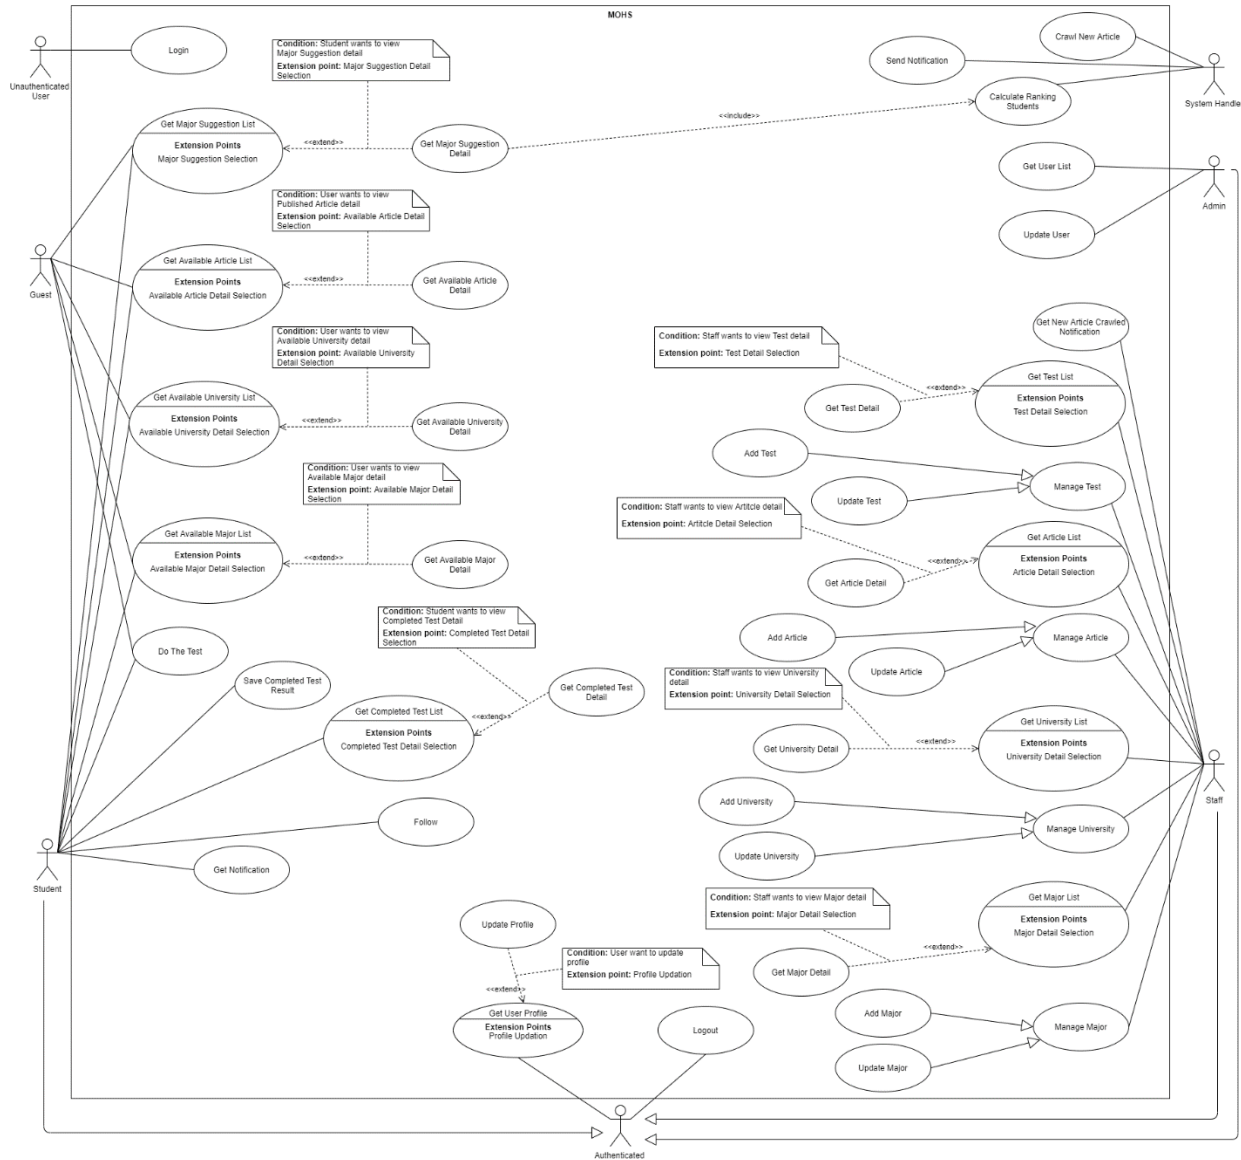 MOHS
Unauthenticated
User
Login
Condition: Student wants to view
Major Suggestion detail
Extension point: Major Suggestion Detail
Selection
Crawl New Article
Send Notification
System Handle
Calculate Ranking
Students
<<include>>
Get Major Suggestion List
Extension Points
Major Suggestion Selection
<<extend>>
Get Major Suggestion
Detail
Get User List
Admin
Update User
Condition: User wants to view
Published Article detail
Extension point: Available Article Detail
Selection
Guest
Get Available Article List
Extension Points
Available Article Detail Selection
<<extend>>
Get Available Article
Detail
Condition: User wants to view
Available University detail
Extension point: Available University
Detail Selection
Get Available University List
Extension Points
Available University Detail Selection
<<extend>>
Get Available University
Detail
Condition: User wants to view
Available Major detail
Extension point: Available Major Detail
Selection
Get Available Major List
Extension Points
Available Major Detail Selection
<<extend>>
Get Available Major
Detail
Do The Test
Save Completed Test
Result
Condition: Student wants to view
Completed Test Detail
Extension point: Completed Test Detail
Selection
Get Completed Test
Detail
<<extend>>
Get Completed Test List
Extension Points
Completed Test Detail Selection
Follow
Get Notification
Student
Get New Article Crawled
Notification
Condition: Staff wants to view Test detail
Extension point: Test Detail Selection
<<extend>>
Get Test Detail
Get Test List
Extension Points
Test Detail Selection
Add Test
Update Test
Manage Test
Condition: Staff wants to view Artitcle detail
Extension point: Artitcle Detail Selection
<<extend>>
Get Article Detail
Get Article List
Extension Points
Article Detail Selection
Add Article
Update Article
Manage Article
Condition: Staff wants to view University
detail
Extension point: University Detail Selection
<<extend>>
Get University Detail
Get University List
Extension Points
University Detail Selection
Staff
Add University
Update University
Manage University
Condition: Staff wants to view Major detail
Extension point: Major Detail Selection
<<extend>>
Get Major Detail
Get Major List
Extension Points
Major Detail Selection
Add Major
Update Major
Manage Major
Update Profile
Condition: User want to update
profile
Extension point: Profile Updation
<<extend>>
Get User Profile
Extension Points
Profile Updation
Logout
Authenticated